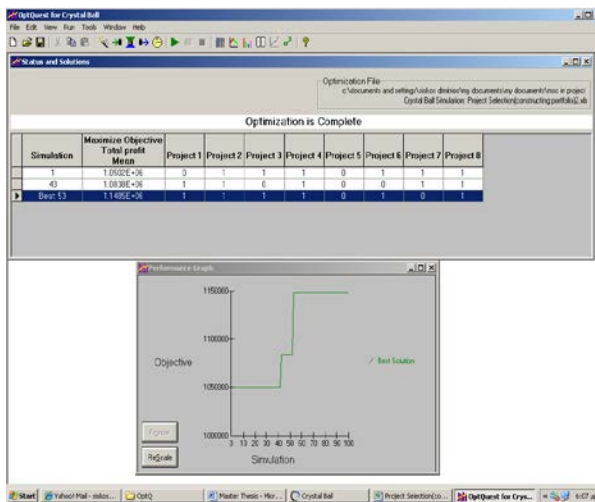 OptQuest for Crystal Ball
File Edit View Run Tools Window Help
Status and Solutions
Optimization File
Crystal Ball Simulation: Project Selection(constructing portfolio)2.xls
Optimization is Complete
Simulation Maximize Objective Total profit Mean Project 1 Project 2 Project 3 Project 4 Project 5 Project 6 Project 7 Project 8
1 1.0502E+06 0 1 1 1 0 1 1 1
43 1.0838E+06 1 1 0 1 0 0 1 1
Best: 53 1.1485E+06 1 1 1 1 0 1 0 1
Performance Graph
1150000
1100000
Objective
Best Solution
1050000
1000000
3 10 20 30 40 50 60 70 80 90 100
Simulation
ReScale
Start Yahoo! Mail - siskos... OptQ Master Thesis - Micr... Crystal Ball Project Selection(co... OptQuest for Crys... 6:07